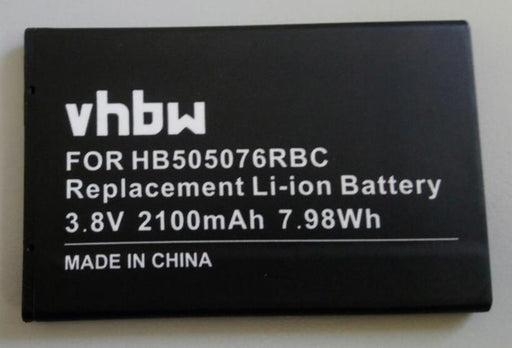 vhbw
FOR HB505076RBC
Replacement Li-ion Battery
3.8V 2100mAh 7.98Wh
MADE IN CHINA